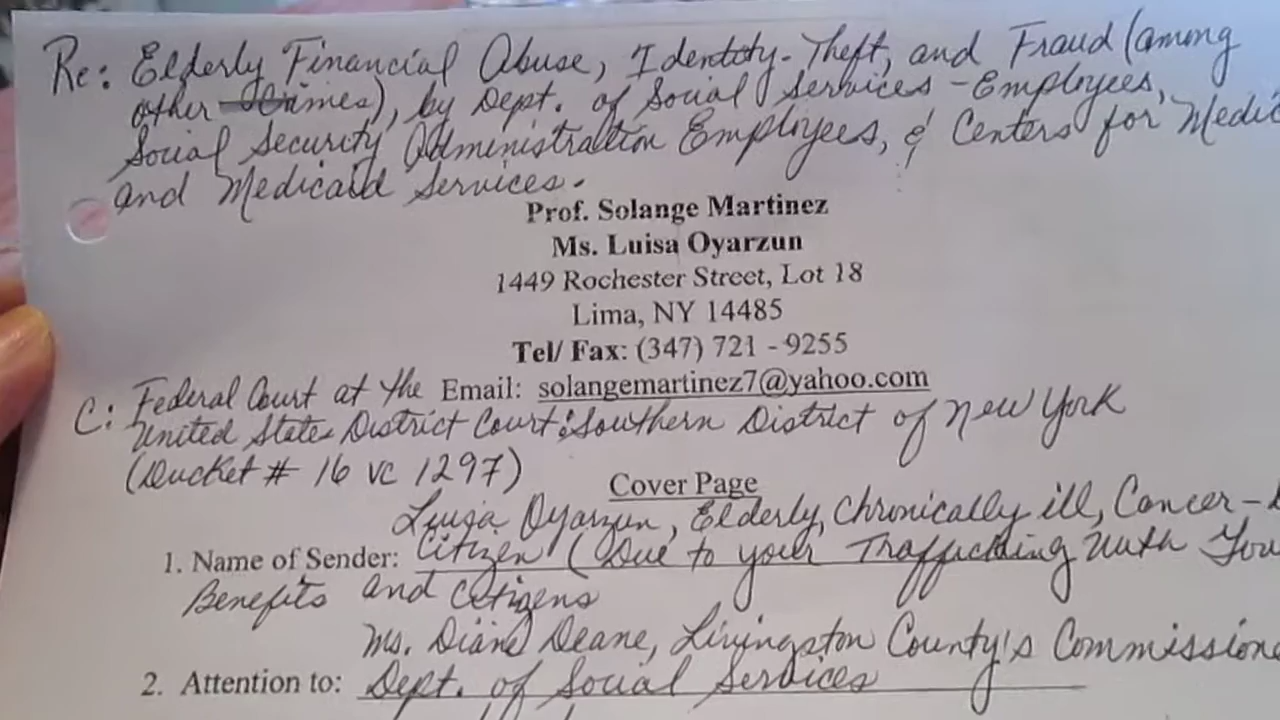 Re: Elderly Financial Abuse, Identity-Theft, and Fraud (among
other crimes), by Dept. of Social Services-Employees,
Social Security Administration Employees, & Centers for Medic
and Medicaid Services.
Prof. Solange Martinez
Ms. Luisa Oyarzun
1449 Rochester Street, Lot 18
Lima, NY 14485
Tel/ Fax: (347) 721 - 9255
Email: solangemartinez7@yahoo.com
C: Federal Court at the
United States District Court: Southern District of New York
(Docket # 16 vc 1297)
Cover Page
Luisa Oyarzun, Elderly, Chronically ill, Cancer-
1. Name of Sender: Citizen (Due to your Trafficking with You
Benefits and Citizens
Ms. Diane Deane, Livingston County's Commissione
2. Attention to: Dept. of Social Services